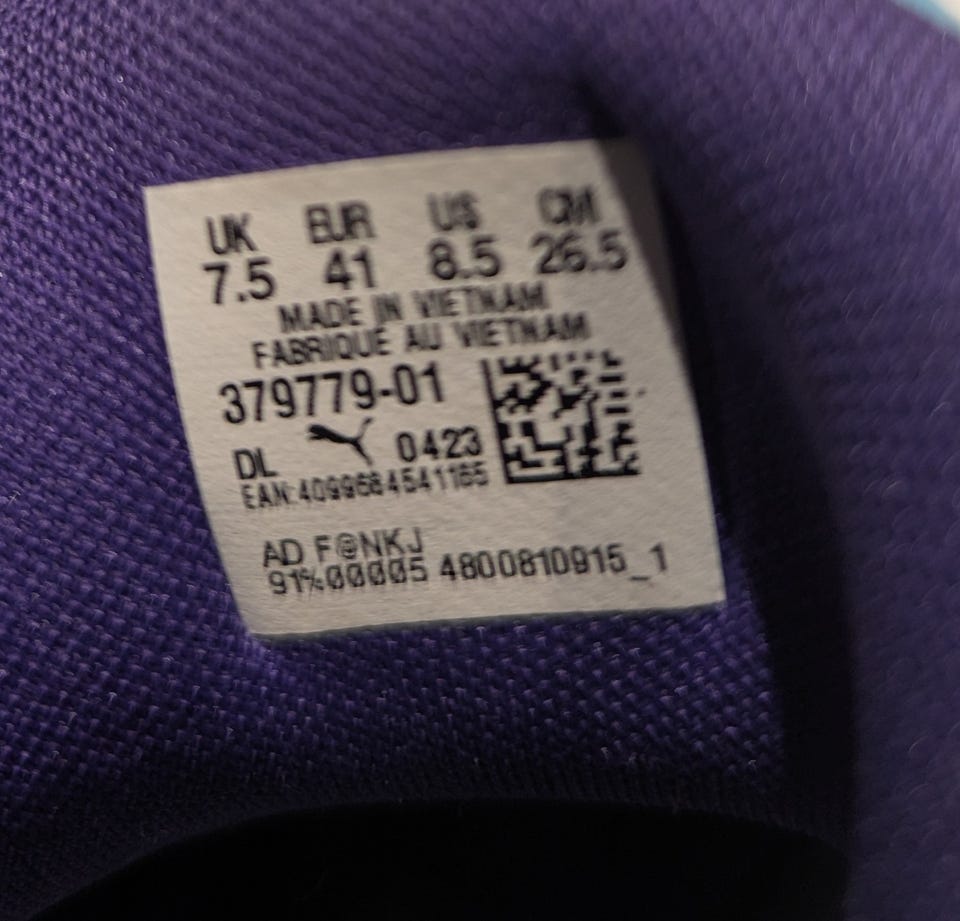 UK EUR US CM
7.5 41 8.5 26.5
MADE IN VIETNAM
FABRIQUÉ AU VIETNAM
379779-01
DL 0423
EAN:4099684541165
AD F@NKJ
91%00005 4800810915_1